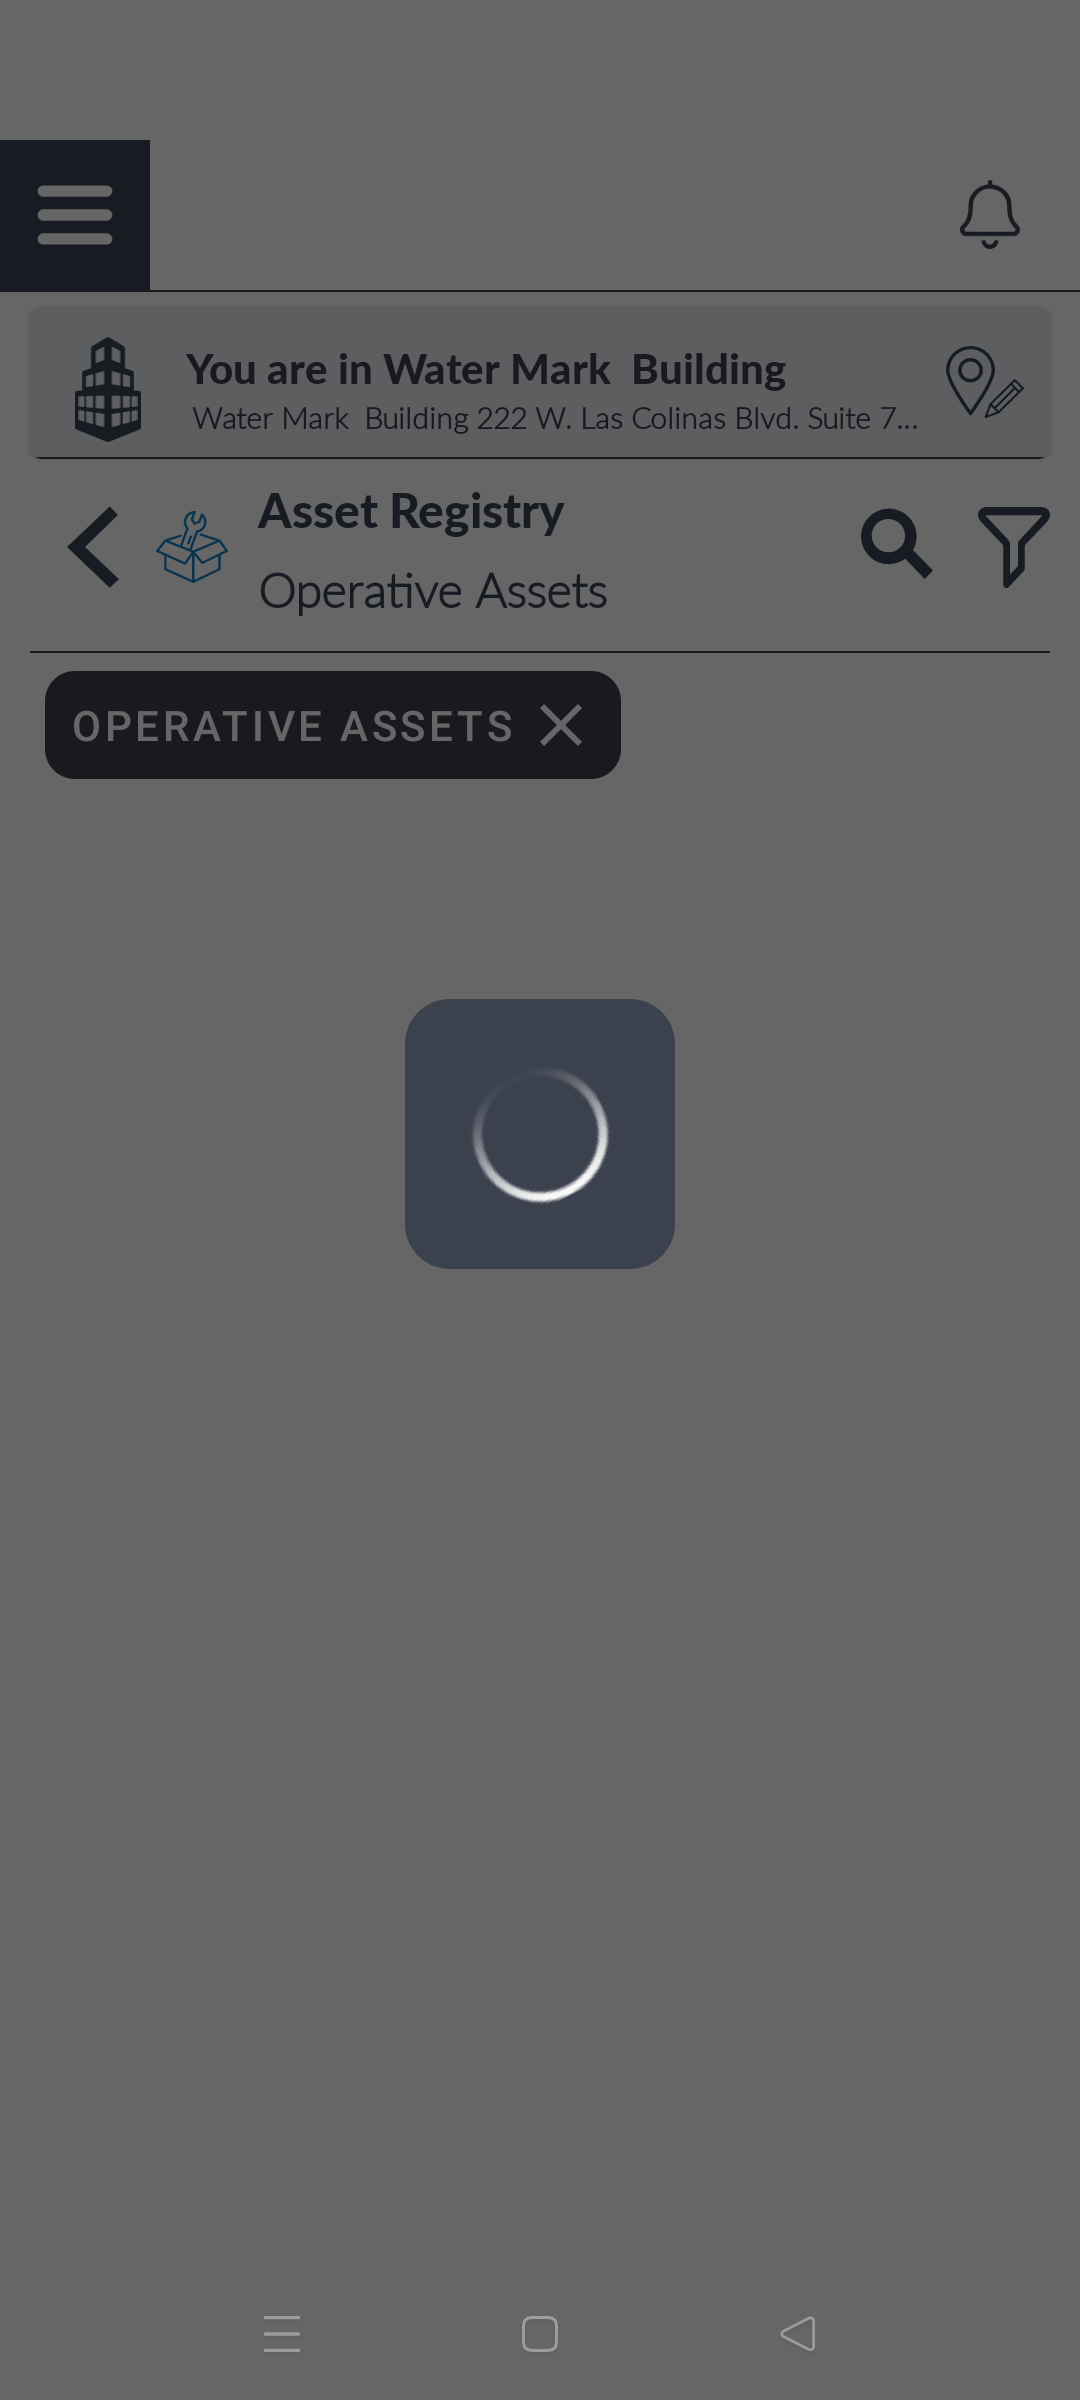 You are in Water Mark  Building
Water Mark  Building 222 W. Las Colinas Blvd. Suite 7...
Asset Registry
Operative Assets
OPERATIVE ASSETS